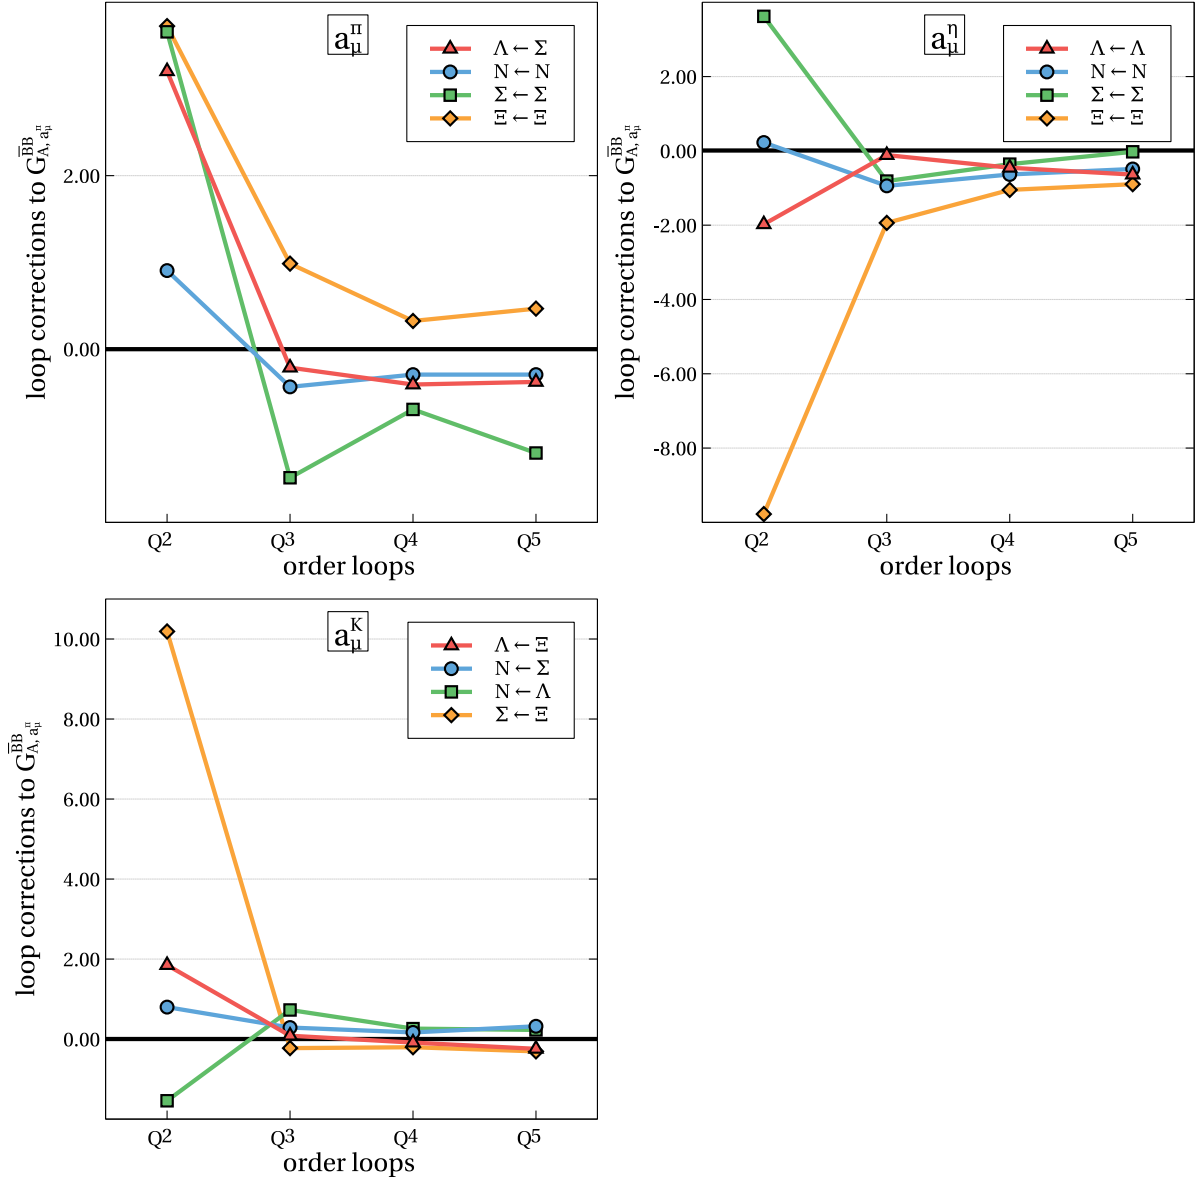 a_μ^π
Λ ← Σ
N ← N
Σ ← Σ
Ξ ← Ξ
2.00
0.00
loop corrections to G_{A, a_μ^π}^{B̅B}
Q2
Q3
Q4
Q5
order loops
a_μ^η
Λ ← Λ
N ← N
Σ ← Σ
Ξ ← Ξ
2.00
0.00
-2.00
-4.00
-6.00
-8.00
loop corrections to G_{A, a_μ^π}^{B̅B}
Q2
Q3
Q4
Q5
order loops
a_μ^K
Λ ← Ξ
N ← Σ
N ← Λ
Σ ← Ξ
10.00
8.00
6.00
4.00
2.00
0.00
loop corrections to G_{A, a_μ^π}^{B̅B}
Q2
Q3
Q4
Q5
order loops